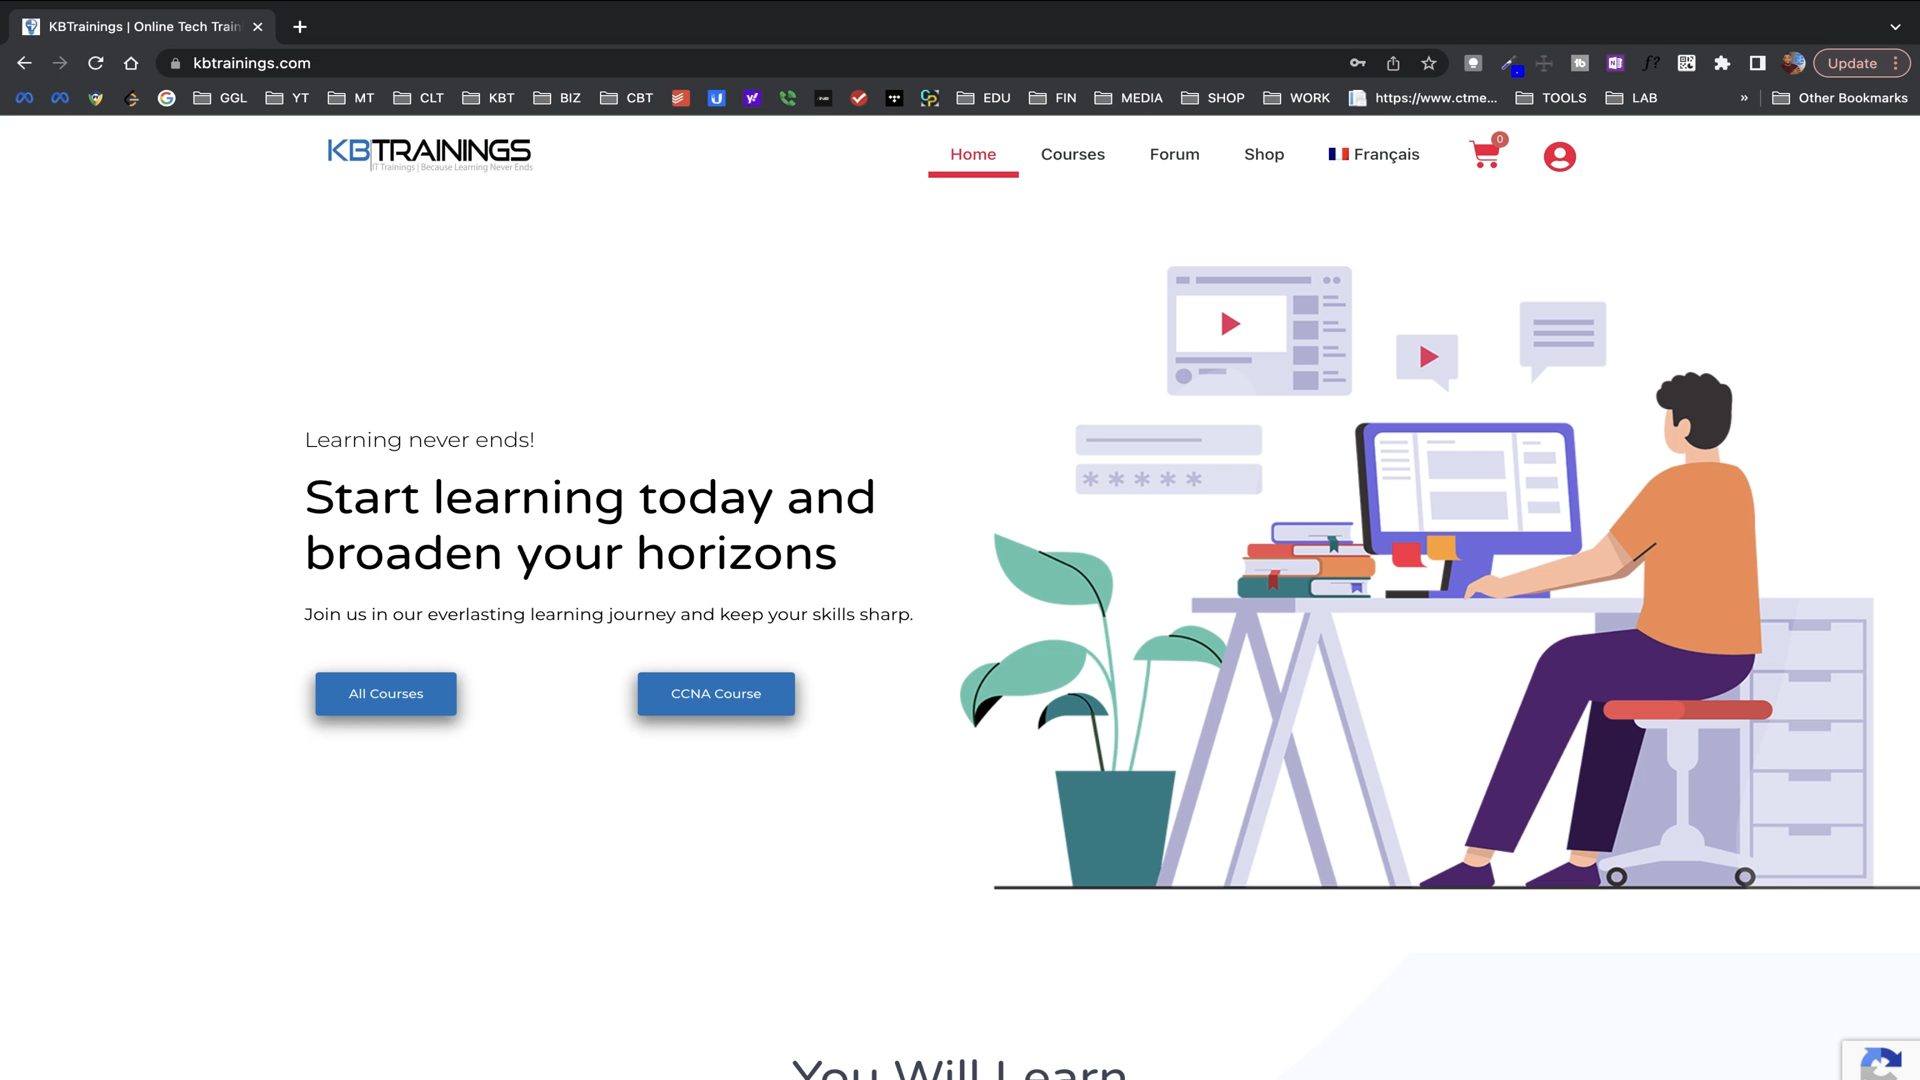 KBTrainings | Online Tech Train
kbtrainings.com
Update
GGL YT MT CLT KBT BIZ CBT EDU FIN MEDIA SHOP WORK https://www.ctme... TOOLS LAB » Other Bookmarks
KBTRAININGS
IT Trainings | Because Learning Never Ends
Home Courses Forum Shop Français 0
Learning never ends!
Start learning today and
broaden your horizons
Join us in our everlasting learning journey and keep your skills sharp.
All Courses CCNA Course
You Will Learn